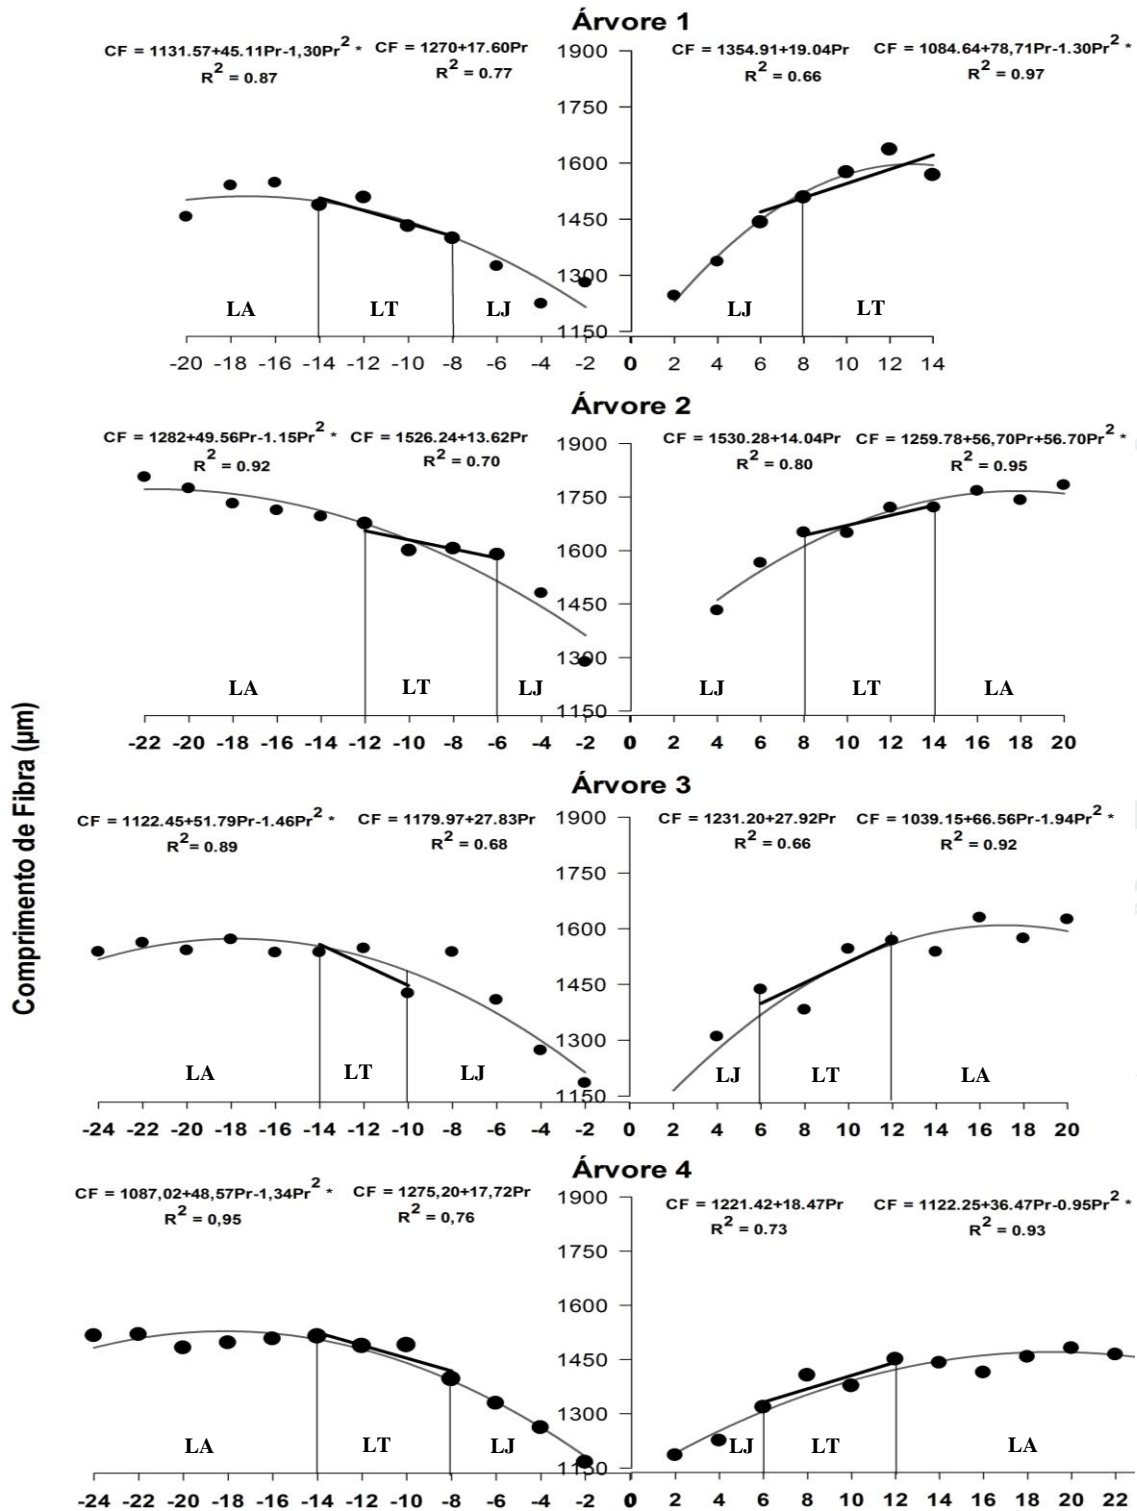 Comprimento de Fibra (µm)
Árvore 1
CF = 1131.57+45.11Pr-1,30Pr² *
R² = 0.87
CF = 1270+17.60Pr
R² = 0.77
CF = 1354.91+19.04Pr
R² = 0.66
CF = 1084.64+78,71Pr-1.30Pr² *
R² = 0.97
1900
1750
1600
1450
1300
1150
LA LT LJ LJ LT
-20 -18 -16 -14 -12 -10 -8 -6 -4 -2 0 2 4 6 8 10 12 14
Árvore 2
CF = 1282+49.56Pr-1.15Pr² *
R² = 0.92
CF = 1526.24+13.62Pr
R² = 0.70
CF = 1530.28+14.04Pr
R² = 0.80
CF = 1259.78+56,70Pr+56.70Pr² *
R² = 0.95
1900
1750
1600
1450
1300
1150
LA LT LJ LJ LT LA
-22 -20 -18 -16 -14 -12 -10 -8 -6 -4 -2 0 2 4 6 8 10 12 14 16 18 20
Árvore 3
CF = 1122.45+51.79Pr-1.46Pr² *
R² = 0.89
CF = 1179.97+27.83Pr
R² = 0.68
CF = 1231.20+27.92Pr
R² = 0.66
CF = 1039.15+66.56Pr-1.94Pr² *
R² = 0.92
1900
1750
1600
1450
1300
1150
LA LT LJ LJ LT LA
-24 -22 -20 -18 -16 -14 -12 -10 -8 -6 -4 -2 0 2 4 6 8 10 12 14 16 18 20
Árvore 4
CF = 1087,02+48,57Pr-1,34Pr² *
R² = 0,95
CF = 1275,20+17,72Pr
R² = 0,76
CF = 1221.42+18.47Pr
R² = 0.73
CF = 1122.25+36.47Pr-0.95Pr² *
R² = 0.93
1900
1750
1600
1450
1300
1150
LA LT LJ LJ LT LA
-24 -22 -20 -18 -16 -14 -12 -10 -8 -6 -4 -2 0 2 4 6 8 10 12 14 16 18 20 22